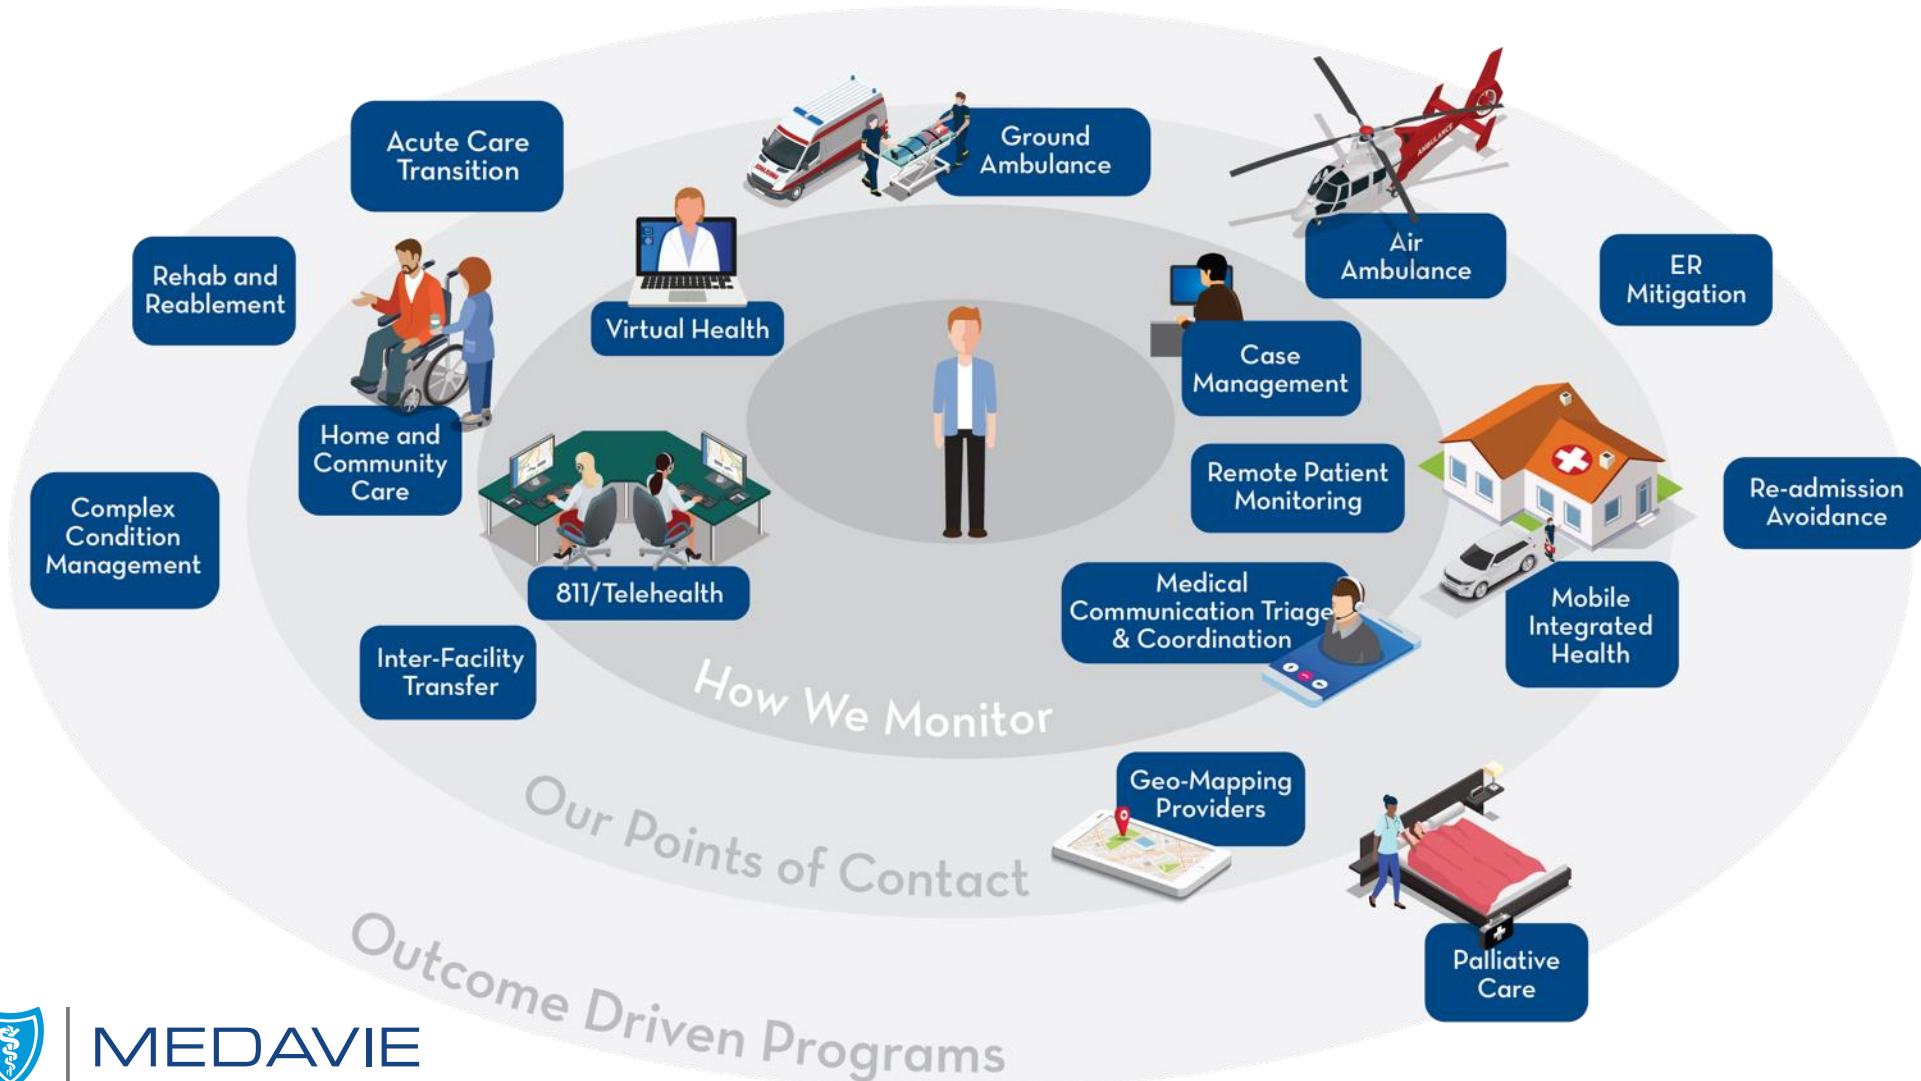 Acute Care
Transition
Ground
Ambulance
AMBULANCE
Air
Ambulance
ER
Mitigation
Rehab and
Reablement
Virtual Health
Case
Management
Home and
Community
Care
Remote Patient
Monitoring
Re-admission
Avoidance
Complex
Condition
Management
811/Telehealth
Medical
Communication Triage
& Coordination
Mobile
Integrated
Health
Inter-Facility
Transfer
How We Monitor
Geo-Mapping
Providers
Our Points of Contact
Palliative
Care
Outcome Driven Programs
MEDAVIE